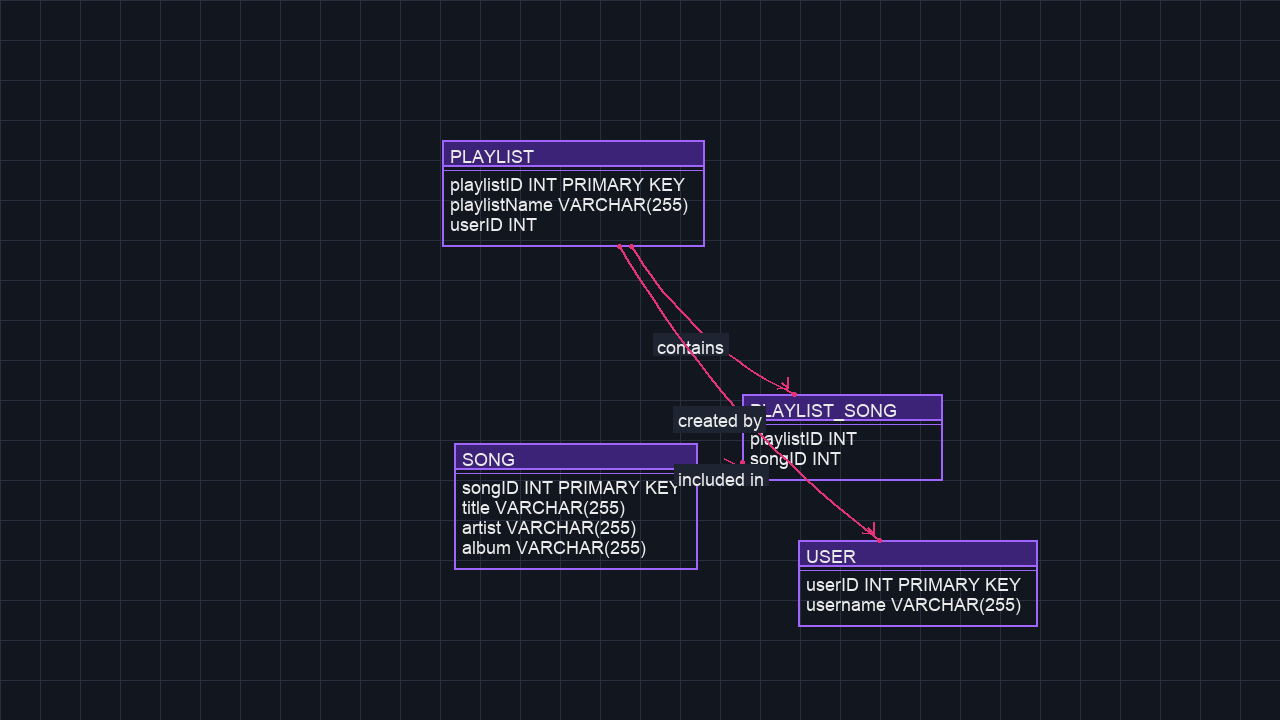 PLAYLIST
playlistID INT PRIMARY KEY
playlistName VARCHAR(255)
userID INT
contains
PLAYLIST_SONG
playlistID INT
songID INT
created by
included in
SONG
songID INT PRIMARY KEY
title VARCHAR(255)
artist VARCHAR(255)
album VARCHAR(255)
USER
userID INT PRIMARY KEY
username VARCHAR(255)